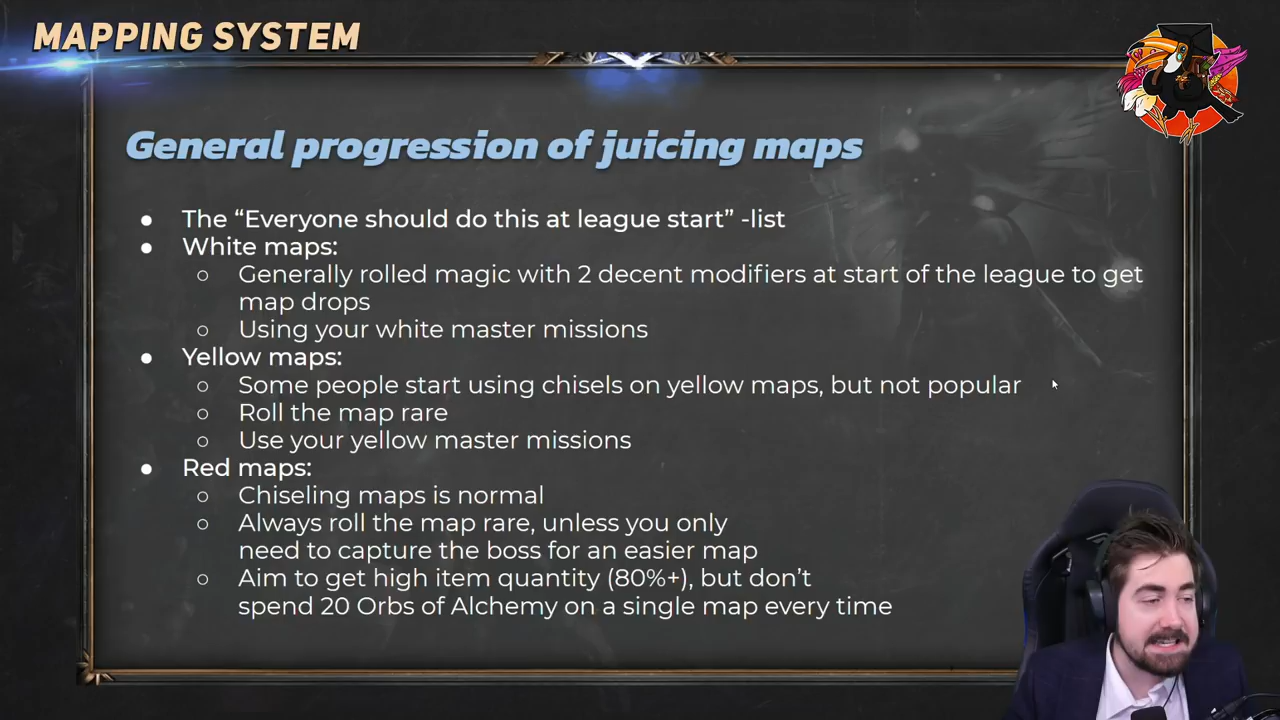 MAPPING SYSTEM
General progression of juicing maps
● The “Everyone should do this at league start” -list
● White maps:
○ Generally rolled magic with 2 decent modifiers at start of the league to get
map drops
○ Using your white master missions
● Yellow maps:
○ Some people start using chisels on yellow maps, but not popular
○ Roll the map rare
○ Use your yellow master missions
● Red maps:
○ Chiseling maps is normal
○ Always roll the map rare, unless you only
need to capture the boss for an easier map
○ Aim to get high item quantity (80%+), but don’t
spend 20 Orbs of Alchemy on a single map every time